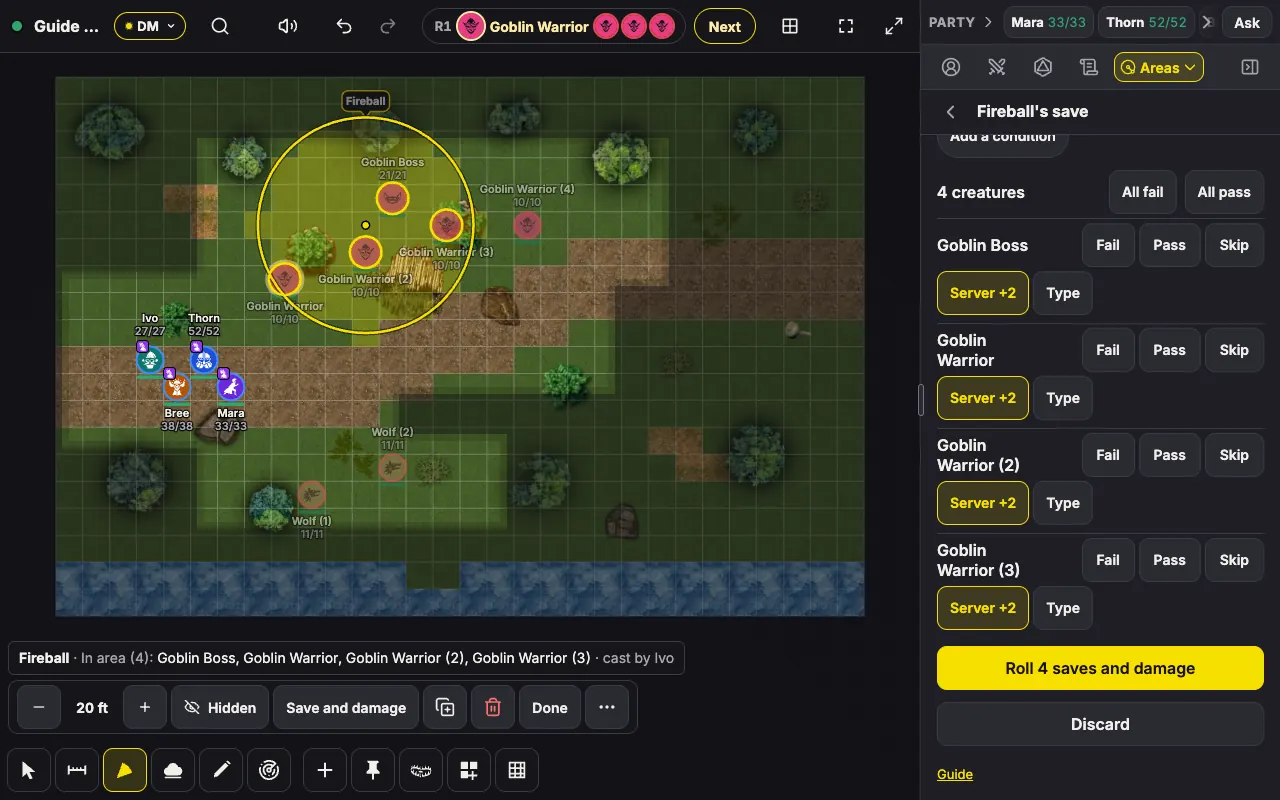 Guide ...
DM
R1
Goblin Warrior
Next
PARTY
Mara 33/33
Thorn 52/52
Ask
Areas
Fireball's save
Add a condition
4 creatures
All fail
All pass
Goblin Boss
Fail
Pass
Skip
Server +2
Type
Goblin
Warrior
Fail
Pass
Skip
Server +2
Type
Goblin
Warrior (2)
Fail
Pass
Skip
Server +2
Type
Goblin
Warrior (3)
Fail
Pass
Skip
Server +2
Type
Roll 4 saves and damage
Discard
Guide
Fireball
Goblin Boss
21/21
Goblin Warrior (4)
10/10
Goblin Warrior (3)
10/10
Goblin Warrior (2)
10/10
Goblin Warrior
10/10
Ivo
27/27
Thorn
52/52
Bree
38/38
Mara
33/33
Wolf (2)
11/11
Wolf (1)
11/11
Fireball · In area (4): Goblin Boss, Goblin Warrior, Goblin Warrior (2), Goblin Warrior (3) · cast by Ivo
− 20 ft +
Hidden
Save and damage
Done